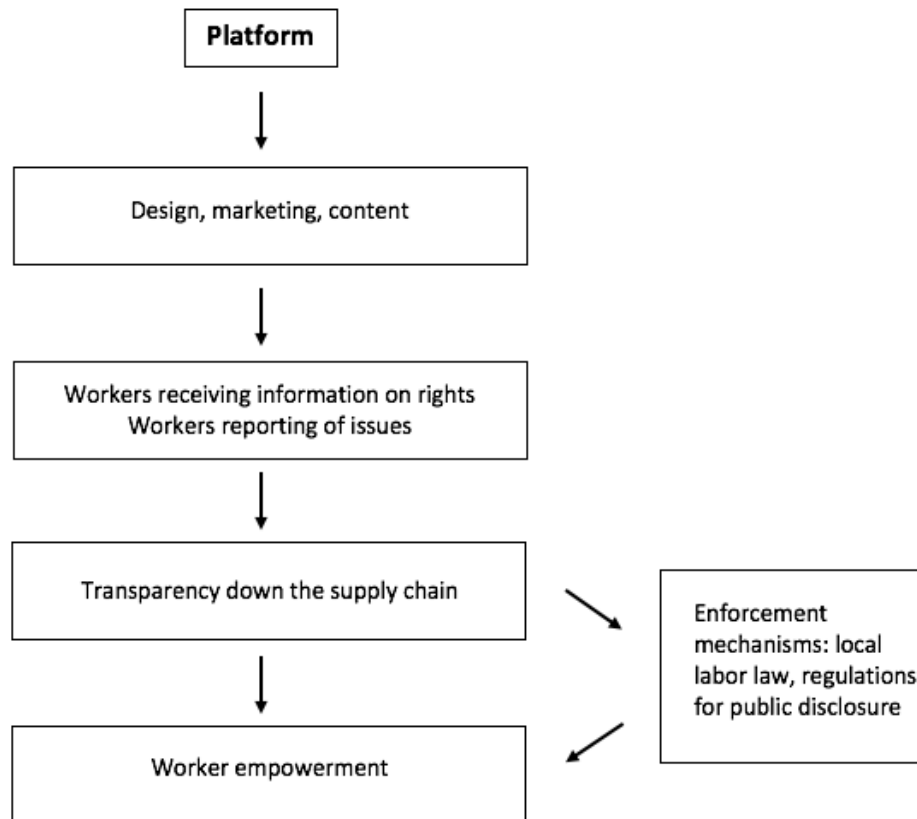 Platform
Design, marketing, content
Workers receiving information on rights
Workers reporting of issues
Transparency down the supply chain
Enforcement
mechanisms: local
labor law, regulations
for public disclosure
Worker empowerment